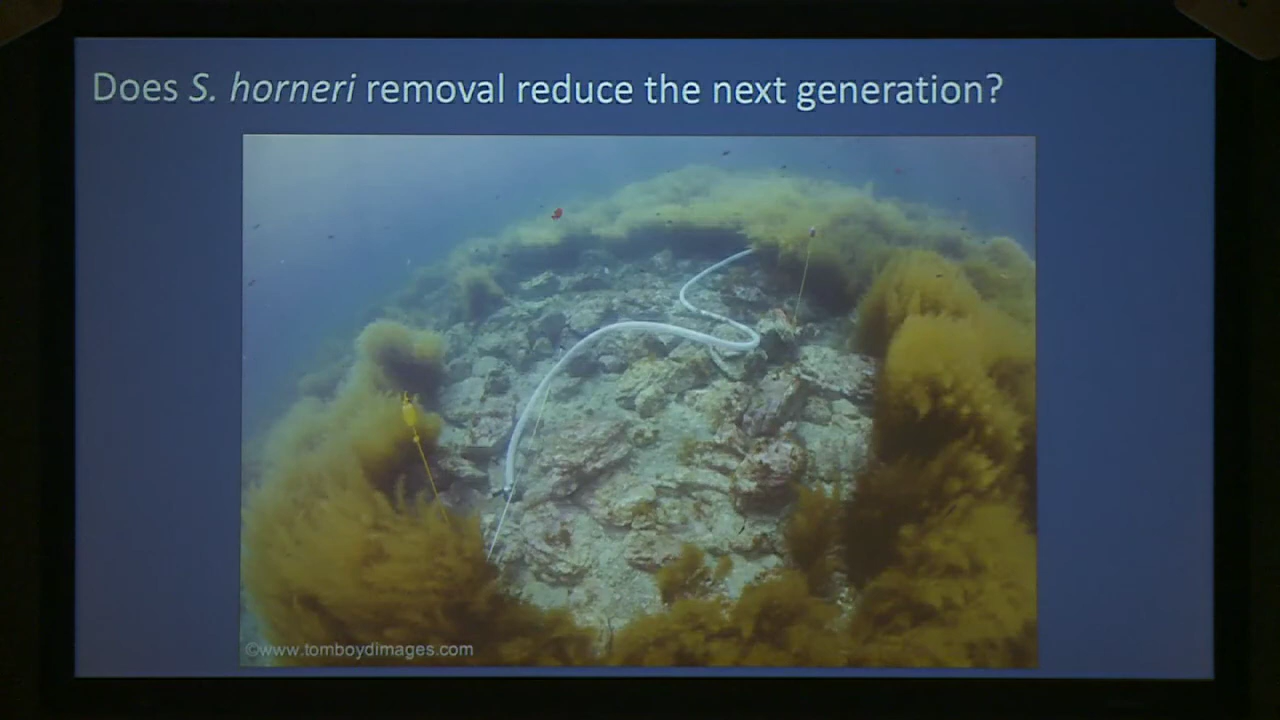 Does S. horneri removal reduce the next generation?
©www.tomboydimages.com